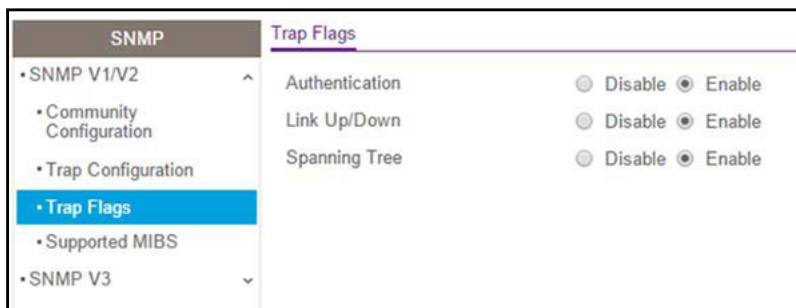 SNMP
• SNMP V1/V2
• Community
Configuration
• Trap Configuration
• Trap Flags
• Supported MIBS
• SNMP V3
Trap Flags
Authentication Disable Enable
Link Up/Down Disable Enable
Spanning Tree Disable Enable